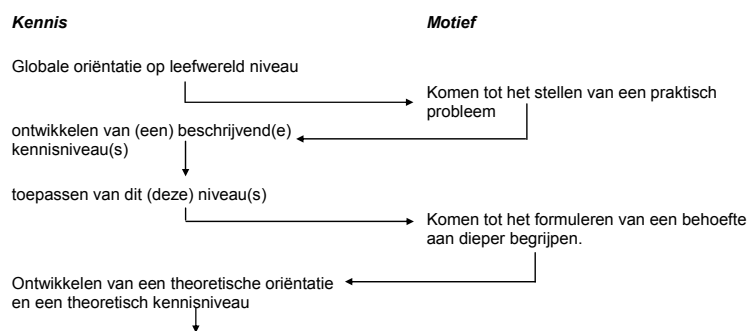 Kennis
Motief
Globale oriëntatie op leefwereld niveau
Komen tot het stellen van een praktisch
probleem
ontwikkelen van (een) beschrijvend(e)
kennisniveau(s)
toepassen van dit (deze) niveau(s)
Komen tot het formuleren van een behoefte
aan dieper begrijpen.
Ontwikkelen van een theoretische oriëntatie
en een theoretisch kennisniveau